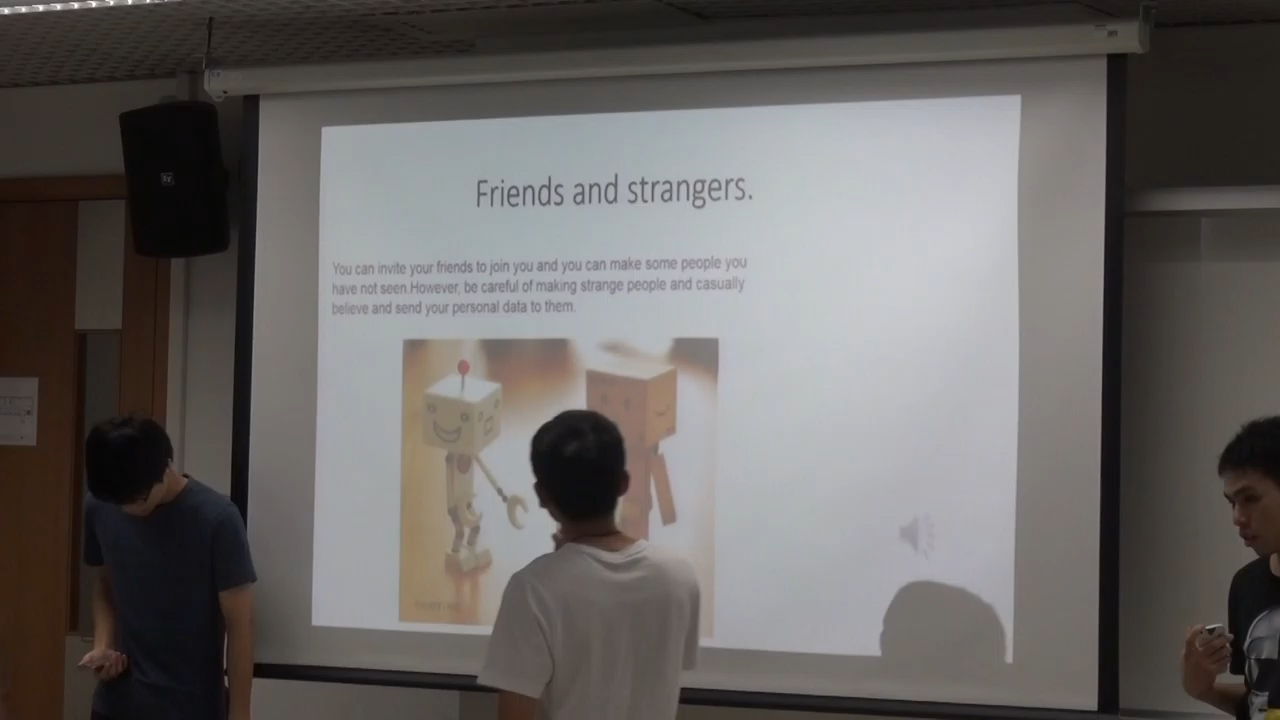 Friends and strangers.
You can invite your friends to join you and you can make some people you
have not seen.However, be careful of making strange people and casually
believe and send your personal data to them.
EV